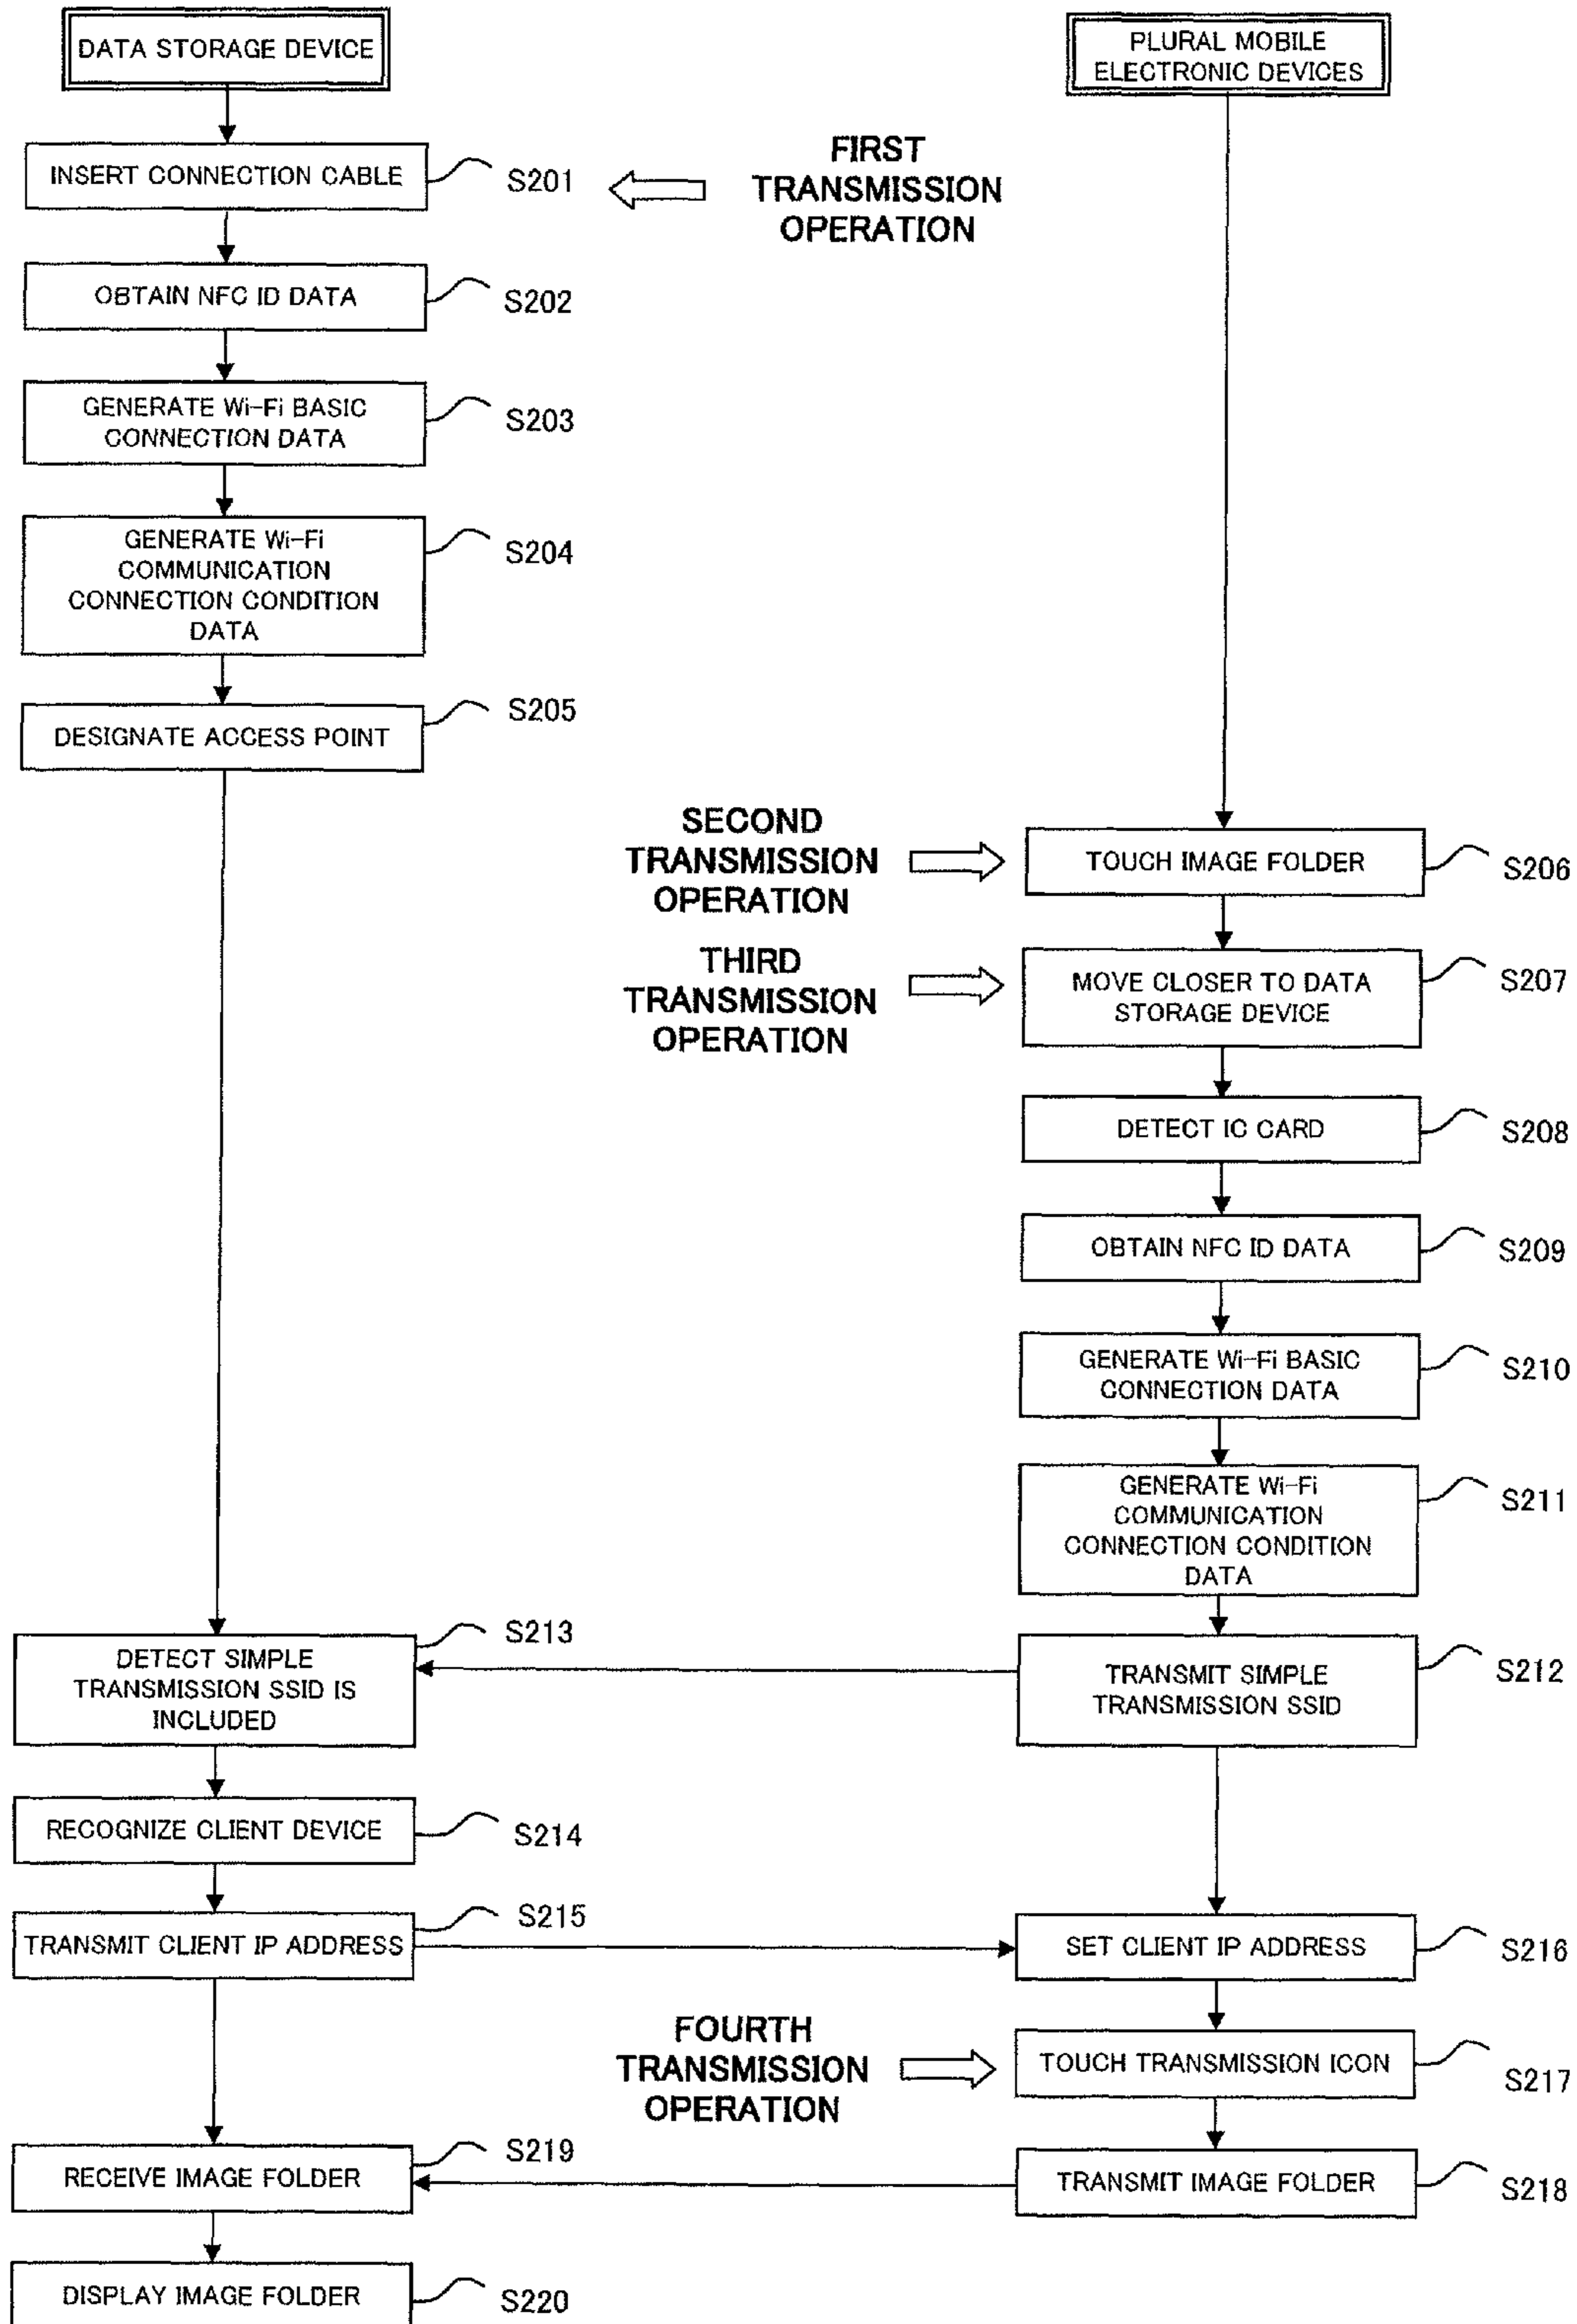 DATA STORAGE DEVICE
PLURAL MOBILE
ELECTRONIC DEVICES
INSERT CONNECTION CABLE
S201
FIRST
TRANSMISSION
OPERATION
OBTAIN NFC ID DATA
S202
GENERATE Wi-Fi BASIC
CONNECTION DATA
S203
GENERATE Wi-Fi
COMMUNICATION
CONNECTION CONDITION
DATA
S204
DESIGNATE ACCESS POINT
S205
SECOND
TRANSMISSION
OPERATION
TOUCH IMAGE FOLDER
S206
THIRD
TRANSMISSION
OPERATION
MOVE CLOSER TO DATA
STORAGE DEVICE
S207
DETECT IC CARD
S208
OBTAIN NFC ID DATA
S209
GENERATE Wi-Fi BASIC
CONNECTION DATA
S210
GENERATE Wi-Fi
COMMUNICATION
CONNECTION CONDITION
DATA
S211
DETECT SIMPLE
TRANSMISSION SSID IS
INCLUDED
S213
TRANSMIT SIMPLE
TRANSMISSION SSID
S212
RECOGNIZE CLIENT DEVICE
S214
TRANSMIT CLIENT IP ADDRESS
S215
SET CLIENT IP ADDRESS
S216
FOURTH
TRANSMISSION
OPERATION
TOUCH TRANSMISSION ICON
S217
RECEIVE IMAGE FOLDER
S219
TRANSMIT IMAGE FOLDER
S218
DISPLAY IMAGE FOLDER
S220